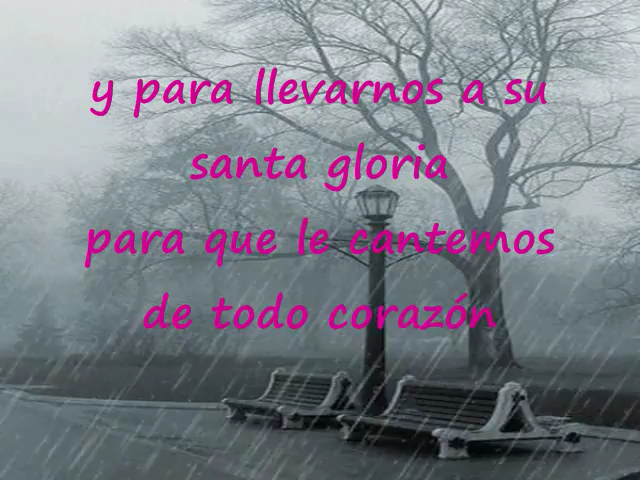 y para llevarnos a su
santa gloria
para que le cantemos
de todo corazón